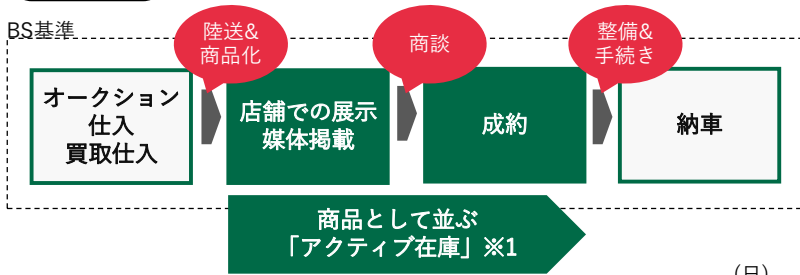 BS基準
陸送&
商品化
商談
整備&
手続き
オークション
仕入
買取仕入
店舗での展示
媒体掲載
成約
納車
商品として並ぶ
「アクティブ在庫」※1
(日)